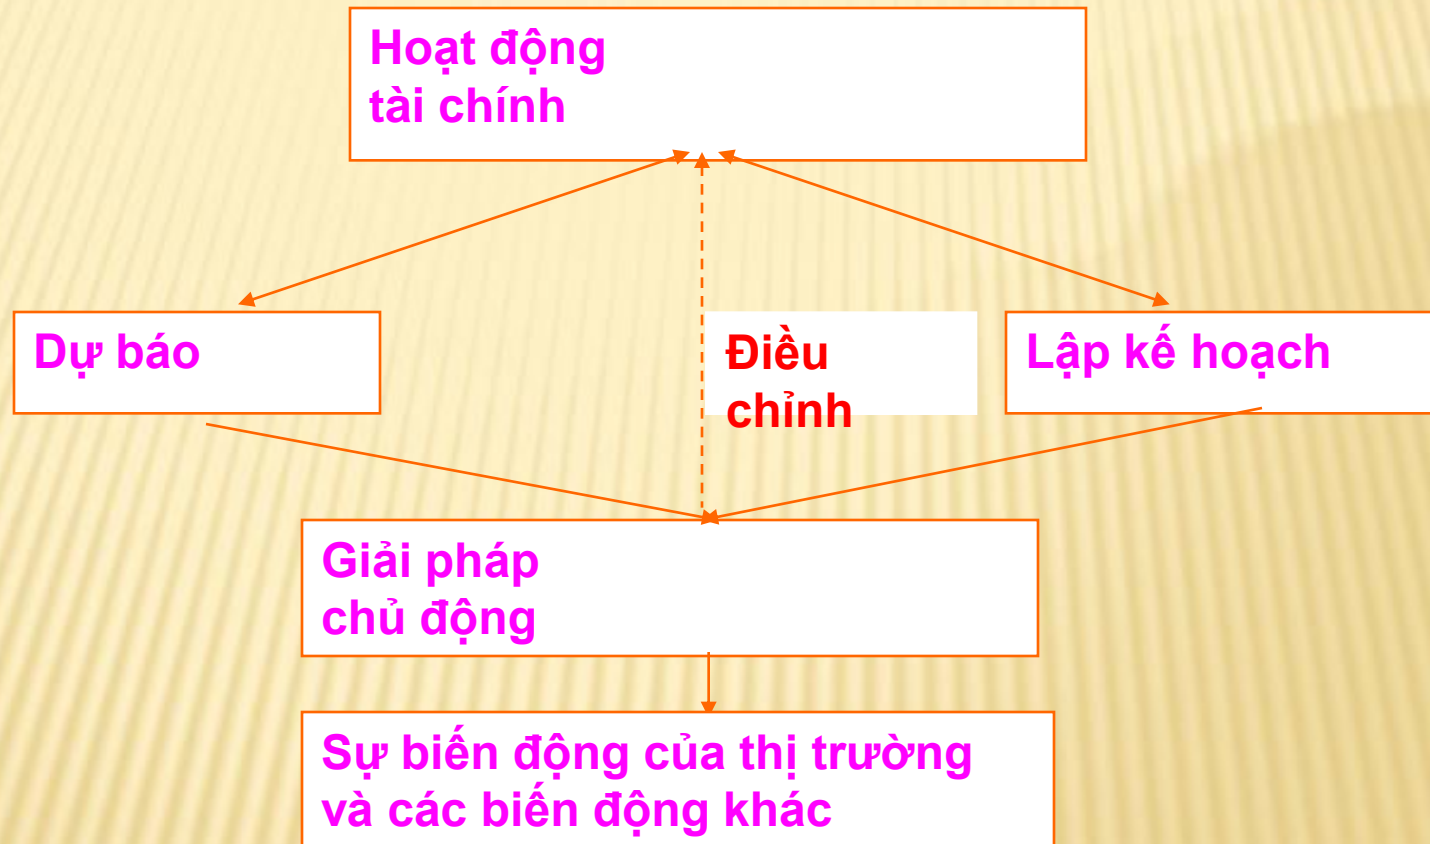 Hoạt động
tài chính
Dự báo
Điều
chỉnh
Lập kế hoạch
Giải pháp
chủ động
Sự biến động của thị trường
và các biến động khác